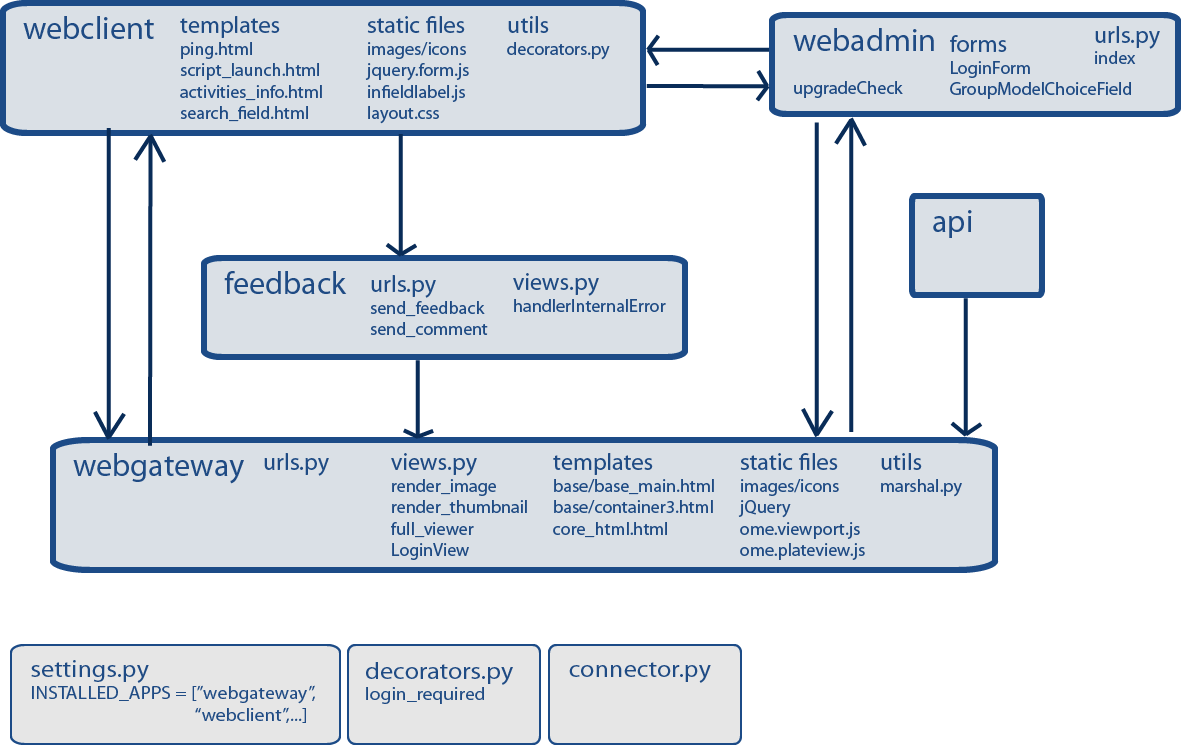 webclient
templates
ping.html
script_launch.html
activities_info.html
search_field.html
static files
images/icons
jquery.form.js
infieldlabel.js
layout.css
utils
decorators.py
webadmin
upgradeCheck
forms
LoginForm
GroupModelChoiceField
urls.py
index
api
feedback
urls.py
send_feedback
send_comment
views.py
handlerInternalError
webgateway
urls.py
views.py
render_image
render_thumbnail
full_viewer
LoginView
templates
base/base_main.html
base/container3.html
core_html.html
static files
images/icons
jQuery
ome.viewport.js
ome.plateview.js
utils
marshal.py
settings.py
INSTALLED_APPS = ["webgateway",
“webclient”,...]
decorators.py
login_required
connector.py